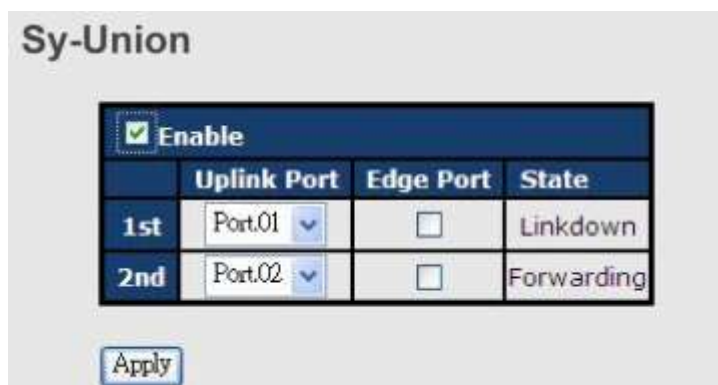 Sy-Union
Enable
Uplink Port Edge Port State
1st Port.01 Linkdown
2nd Port.02 Forwarding
Apply